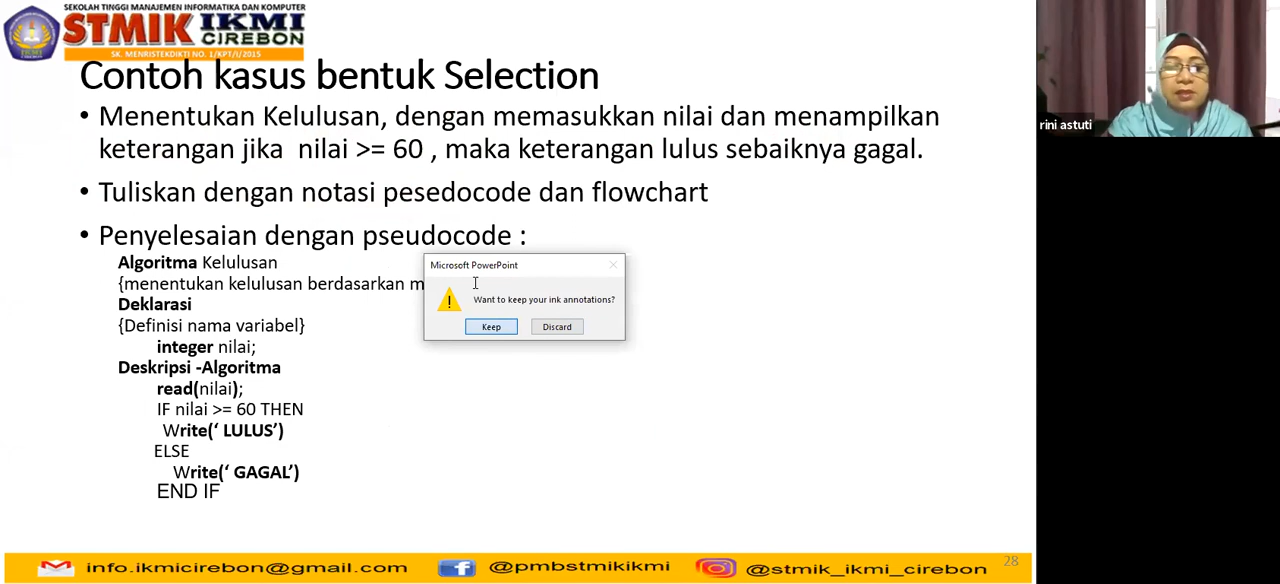 SEKOLAH TINGGI MANAJEMEN INFORMATIKA DAN KOMPUTER
STMIK IKMI
CIREBON
SK. MENRISTEKDIKTI NO. 1/KPT/I/2015
Contoh kasus bentuk Selection
• Menentukan Kelulusan, dengan memasukkan nilai dan menampilkan
keterangan jika nilai >= 60 , maka keterangan lulus sebaiknya gagal.
• Tuliskan dengan notasi pesedocode dan flowchart
• Penyelesaian dengan pseudocode :
Algoritma Kelulusan
{menentukan kelulusan berdasarkan m
Deklarasi
{Definisi nama variabel}
integer nilai;
Deskripsi -Algoritma
read(nilai);
IF nilai >= 60 THEN
Write(‘ LULUS’)
ELSE
Write(‘ GAGAL’)
END IF
Microsoft PowerPoint
Want to keep your ink annotations?
Keep
Discard
rini astuti
28
info.ikmicirebon@gmail.com
@pmbstmikikmi
@stmik_ikmi_cirebon